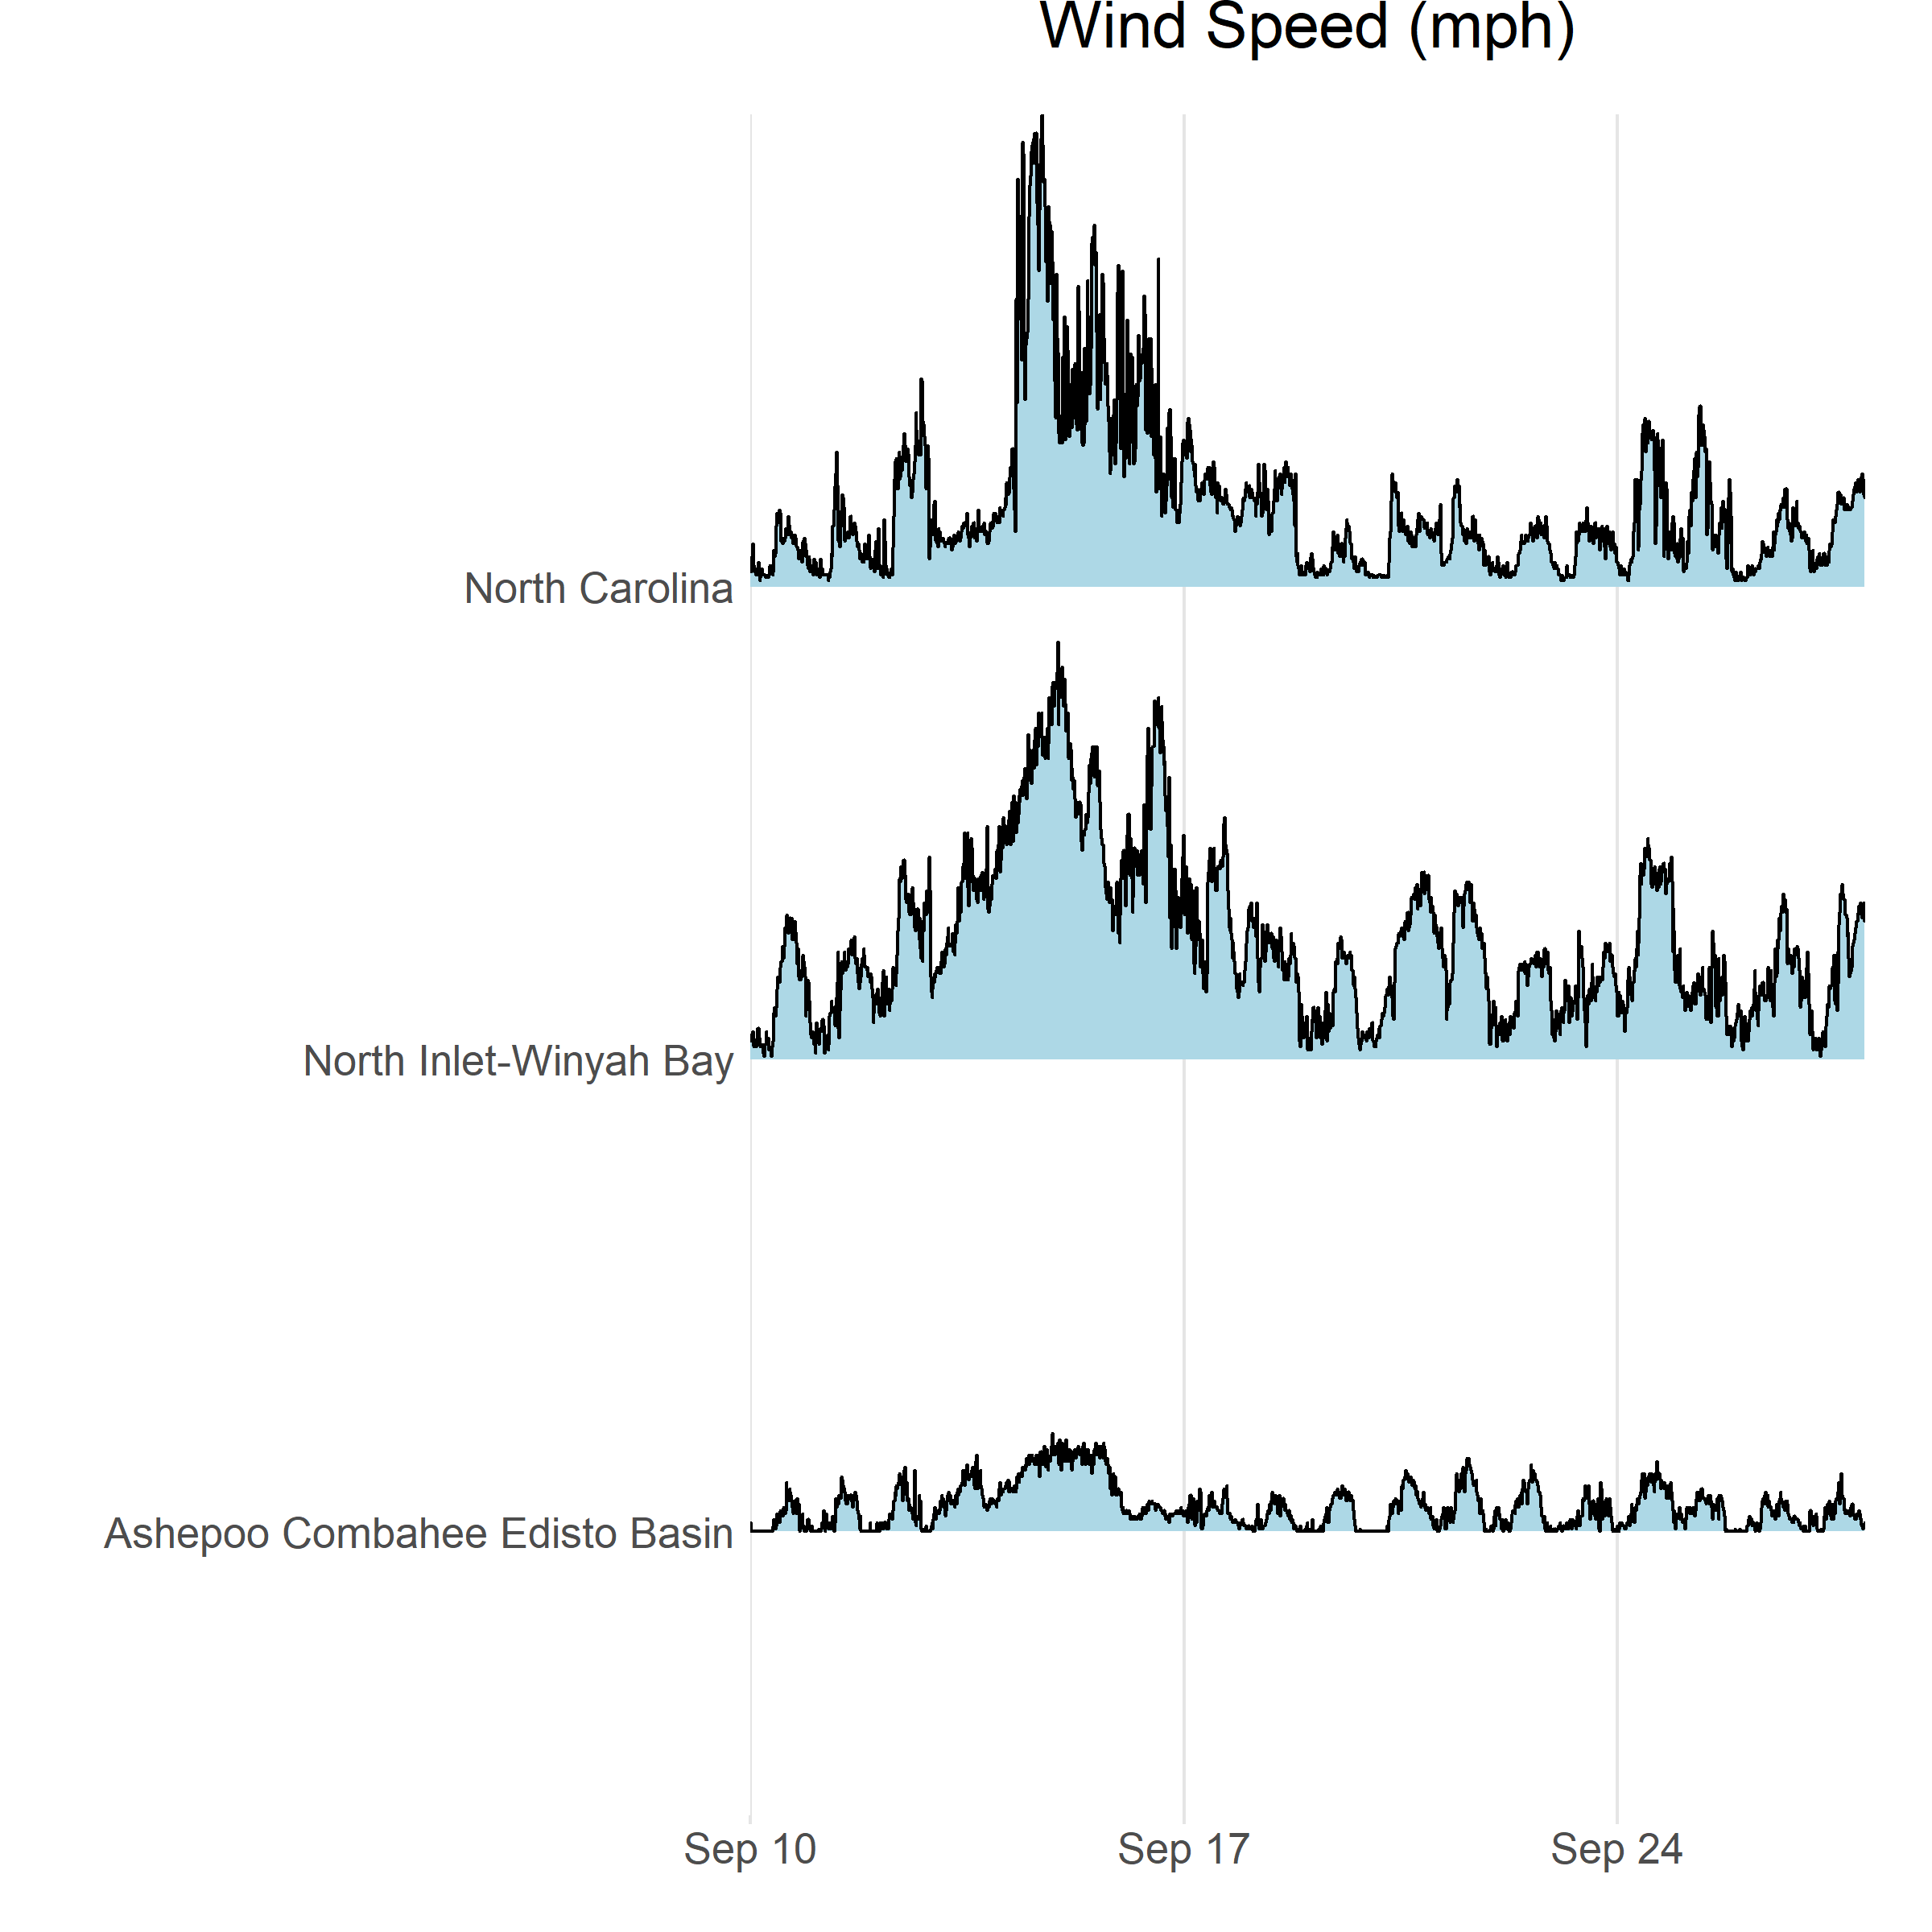 Wind Speed (mph)
North Carolina
North Inlet-Winyah Bay
Ashepoo Combahee Edisto Basin
Sep 10
Sep 17
Sep 24